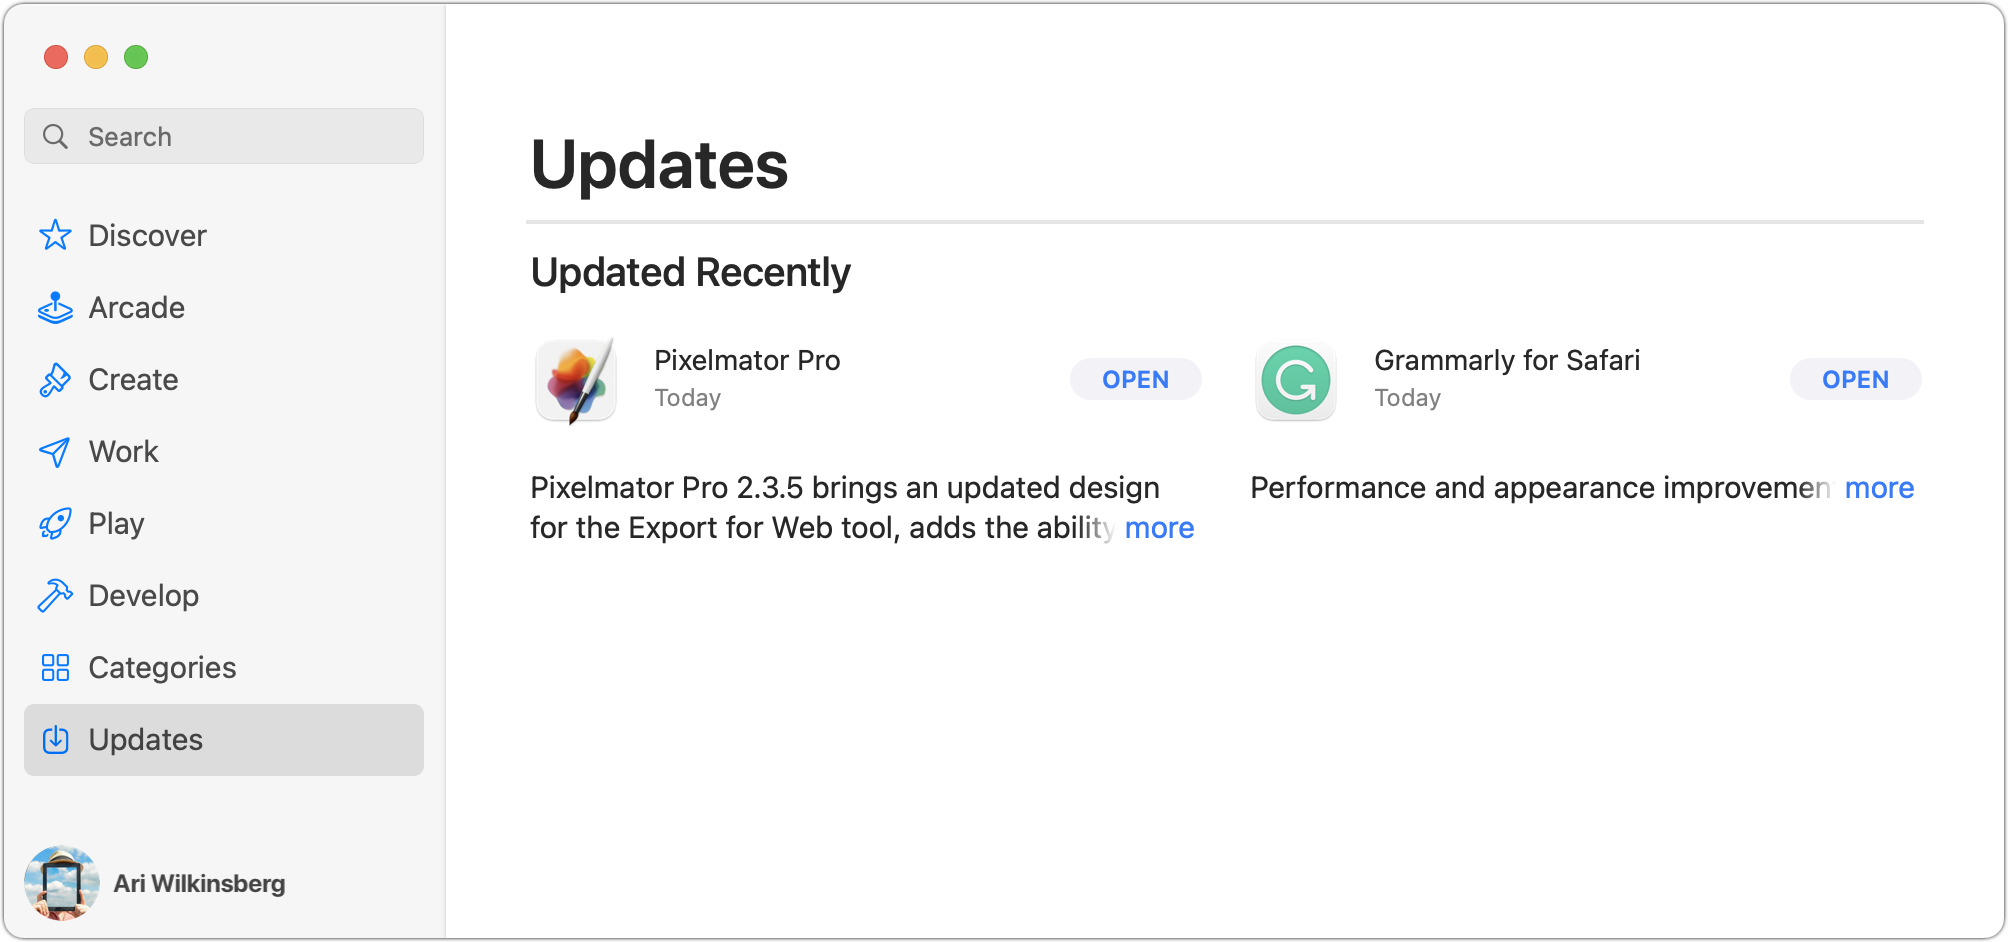 Search
Discover
Arcade
Create
Work
Play
Develop
Categories
Updates
Ari Wilkinsberg
Updates
Updated Recently
Pixelmator Pro
Today
OPEN
Pixelmator Pro 2.3.5 brings an updated design
for the Export for Web tool, adds the ability more
Grammarly for Safari
Today
OPEN
Performance and appearance improvemen more